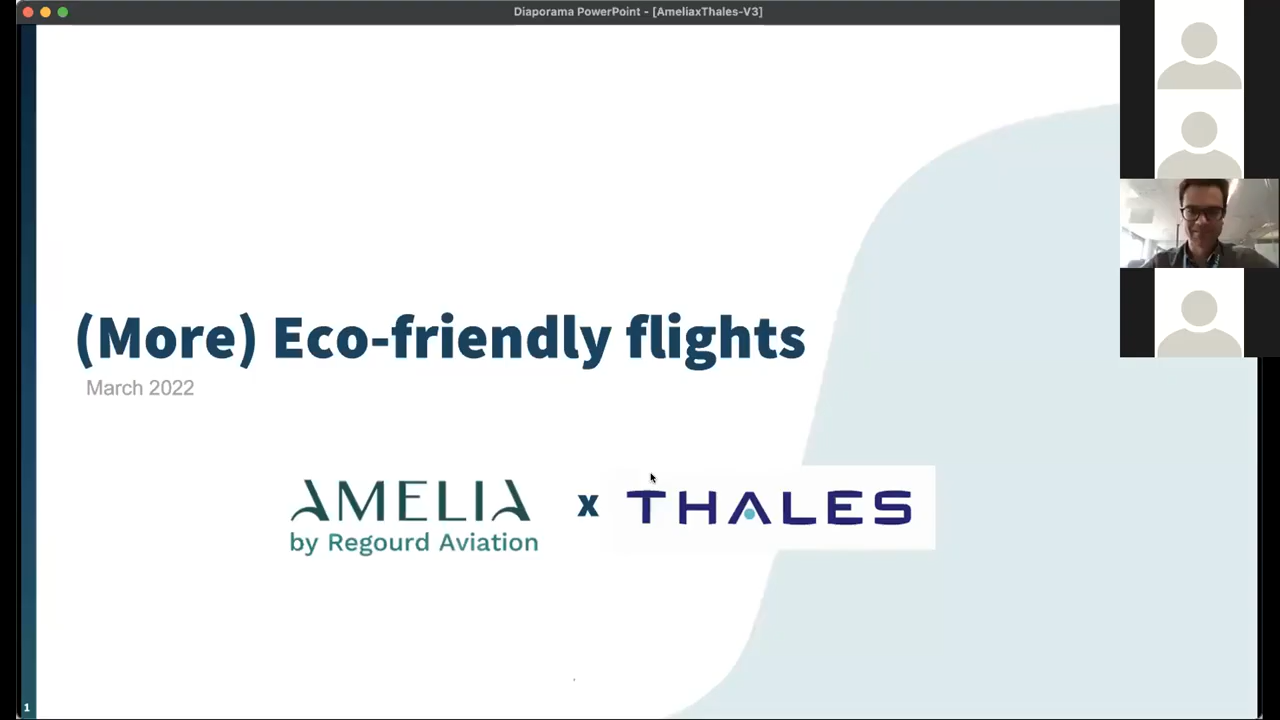 Diaporama PowerPoint - [AmeliaxThales-V3]
(More) Eco-friendly flights
March 2022
AMELIA
by Regourd Aviation
x
THALES
1